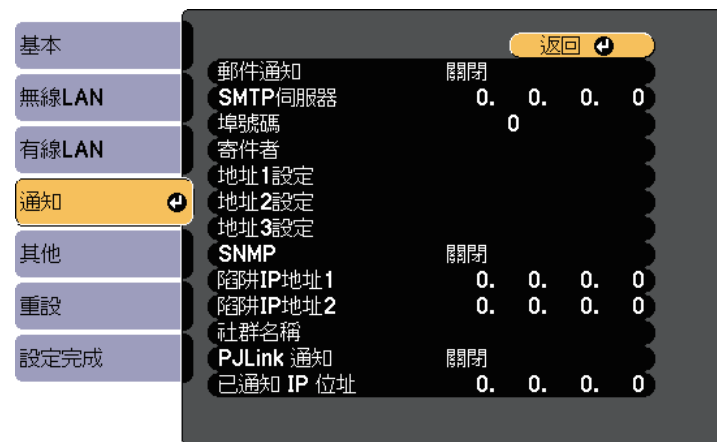 基本
無線LAN
有線LAN
通知
其他
重設
設定完成
返回
郵件通知 關閉
SMTP伺服器 0. 0. 0. 0
埠號碼 0
寄件者
地址1設定
地址2設定
地址3設定
SNMP 關閉
陷阱IP地址1 0. 0. 0. 0
陷阱IP地址2 0. 0. 0. 0
社群名稱
PJLink 通知 關閉
已通知 IP 位址 0. 0. 0. 0